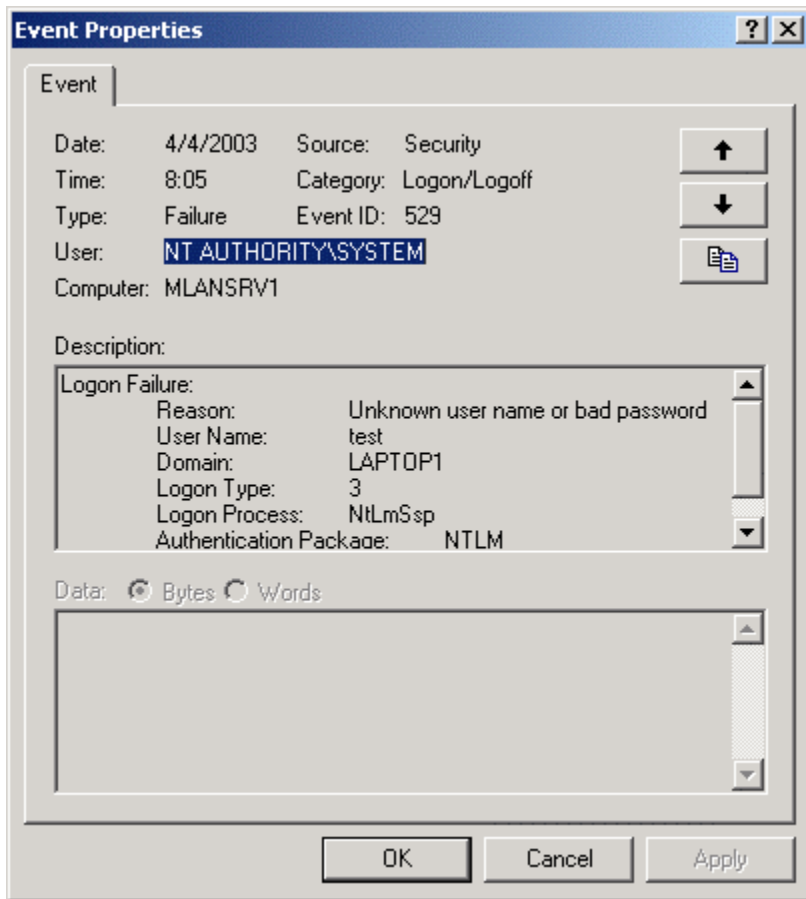 Event Properties
Event
Date: 4/4/2003 Source: Security
Time: 8:05 Category: Logon/Logoff
Type: Failure Event ID: 529
User: NT AUTHORITY\SYSTEM
Computer: MLANSRV1
Description:
Logon Failure:
Reason: Unknown user name or bad password
User Name: test
Domain: LAPTOP1
Logon Type: 3
Logon Process: NtLmSsp
Authentication Package: NTLM
Data: Bytes Words
OK Cancel Apply